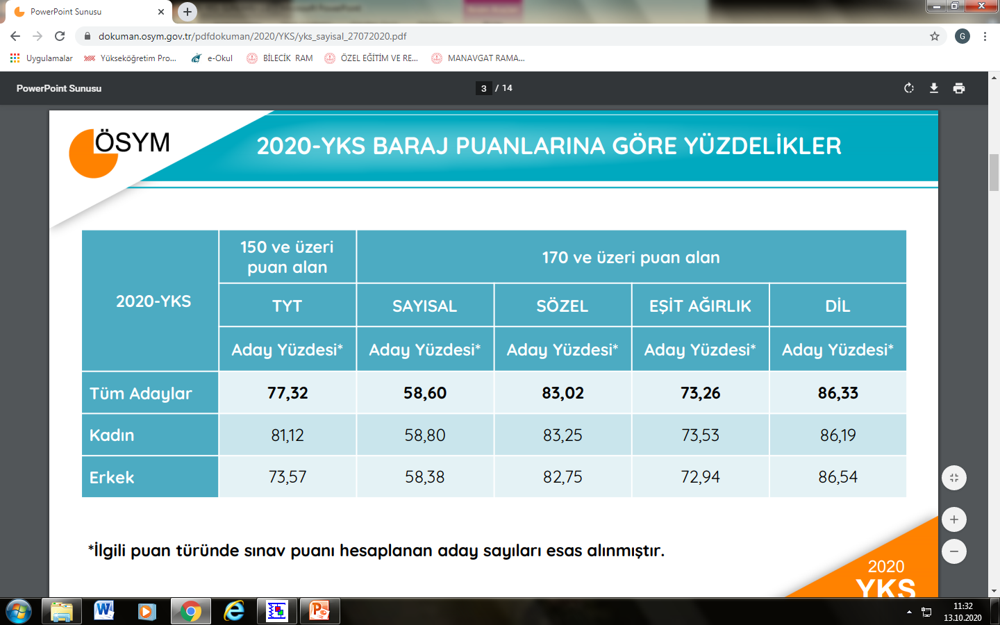 PowerPoint Sunusu
dokuman.osym.gov.tr/pdfdokuman/2020/YKS/yks_sayisal_27072020.pdf
G
Uygulamalar
Yükseköğretim Pro...
e-Okul
BİLECİK RAM
ÖZEL EĞİTİM VE RE...
MANAVGAT RAMA...
PowerPoint Sunusu
3 / 14
ÖSYM
2020-YKS BARAJ PUANLARINA GÖRE YÜZDELİKLER
2020-YKS
150 ve üzeri
puan alan
170 ve üzeri puan alan
TYT SAYISAL SÖZEL EŞİT AĞIRLIK DİL
Aday Yüzdesi* Aday Yüzdesi* Aday Yüzdesi* Aday Yüzdesi* Aday Yüzdesi*
Tüm Adaylar 77,32 58,60 83,02 73,26 86,33
Kadın 81,12 58,80 83,25 73,53 86,19
Erkek 73,57 58,38 82,75 72,94 86,54
*İlgili puan türünde sınav puanı hesaplanan aday sayıları esas alınmıştır.
2020
YKS
11:32
13.10.2020